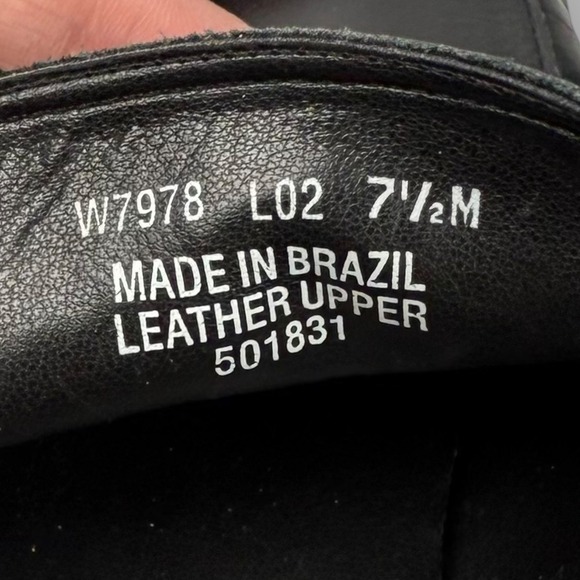 W7978 L02 7½M
MADE IN BRAZIL
LEATHER UPPER
501831